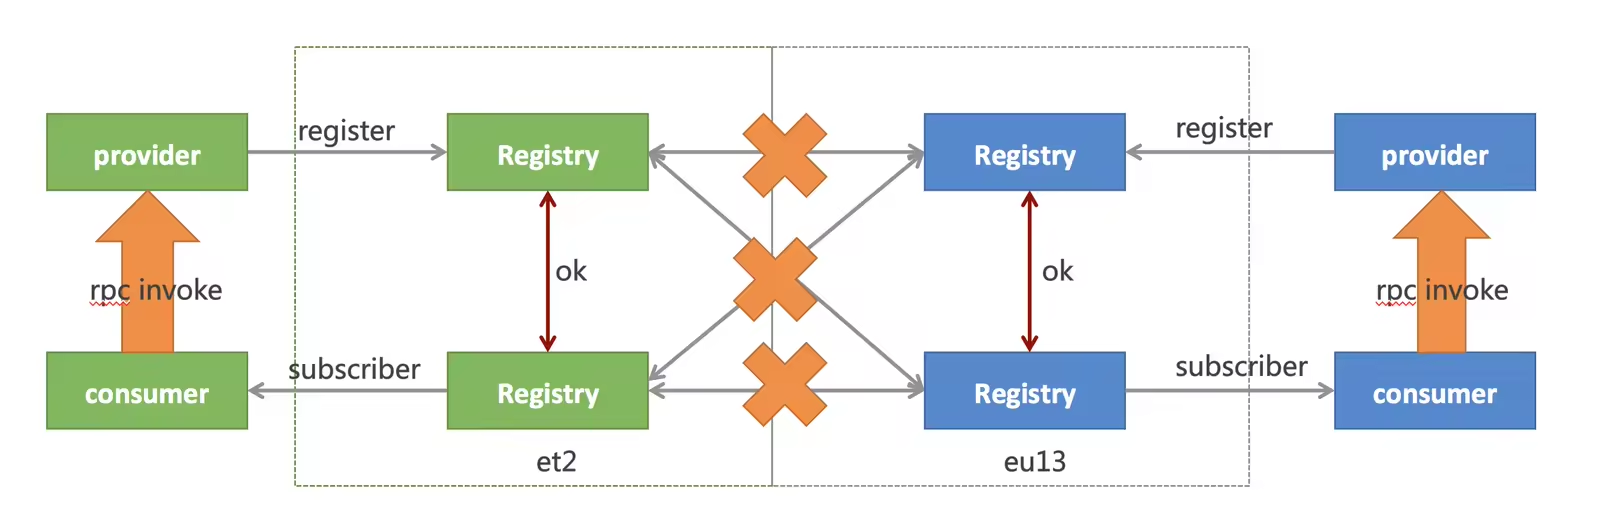 register
register
provider
Registry
Registry
provider
ok
ok
rpc invoke
rpc invoke
subscriber
subscriber
consumer
Registry
Registry
consumer
et2
eu13